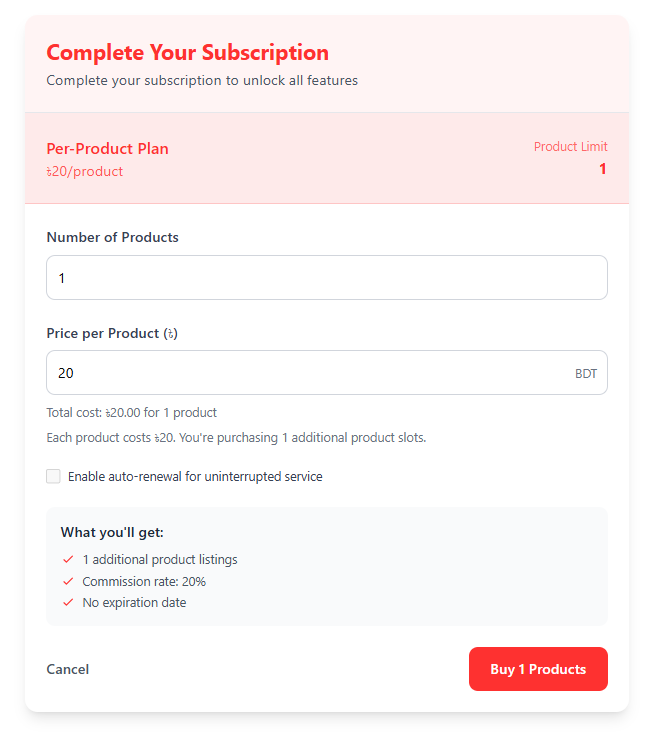 Complete Your Subscription
Complete your subscription to unlock all features
Per-Product Plan
৳20/product
Product Limit
1
Number of Products
1
Price per Product (৳)
20
BDT
Total cost: ৳20.00 for 1 product
Each product costs ৳20. You're purchasing 1 additional product slots.
Enable auto-renewal for uninterrupted service
What you'll get:
1 additional product listings
Commission rate: 20%
No expiration date
Cancel
Buy 1 Products